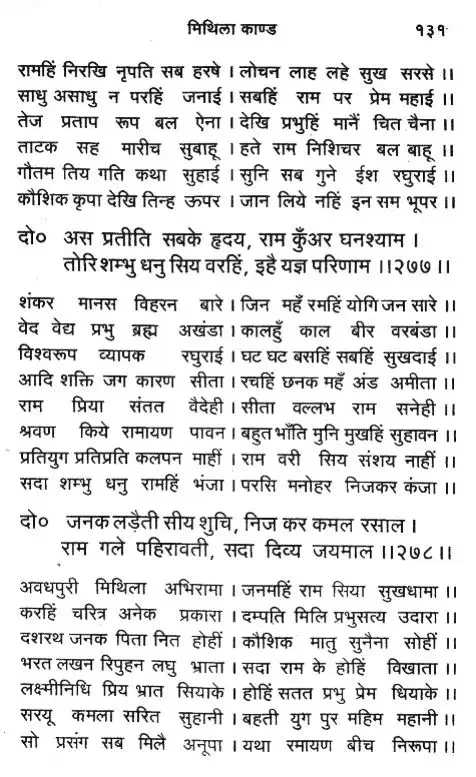 मिथिला काण्ड १३१
रामहिं निरखि नृपति सब हरषे । लोचन लाह लहे सुख सरसे ।।
साधु असाधु न परहिं जनाई । सबहिं राम पर प्रेम महाई ।।
तेज प्रताप रूप बल ऐना । देखि प्रभुहिं मानैं चित चैना ।।
ताटक सह मारीच सुबाहू । हते राम निशिचर बल बाहू ।।
गौतम तिय गति कथा सुहाई । सुनि सब गुने ईश रघुराई ।।
कौशिक कृपा देखि तिन्ह ऊपर । जान लिये नहिं इन सम भूपर ।।
दो० अस प्रतीति सबके हृदय, राम कुँअर घनश्याम ।
तोरि शम्भु धनु सिय वरहिं, इहै यज्ञ परिणाम ।।२७७।।
शंकर मानस विहरन बारे । जिन महँ रमहिं योगि जन सारे ।।
वेद वेद्य प्रभु ब्रह्म अखंडा । कालहुँ काल बीर वरबंडा ।।
विश्वरूप व्यापक रघुराई । घट घट बसहिं सबहिं सुखदाई ।।
आदि शक्ति जग कारण सीता । रचहिं छनक महँ अंड अमीता ।।
राम प्रिया संतत वैदेही । सीता वल्लभ राम सनेही ।।
श्रवण किये रामायण पावन । बहुत भाँति मुनि मुखहिं सुहावन ।।
प्रतियुग प्रतिप्रति कलपन माहीं । राम वरी सिय संशय नाहीं ।।
सदा शम्भु धनु रामहिं भंजा । परसि मनोहर निजकर कंजा ।।
दो० जनक लड़ैती सीय शुचि, निज कर कमल रसाल ।
राम गले पहिरावती, सदा दिव्य जयमाल ।।२७८।।
अवधपुरी मिथिला अभिरामा । जनमहिं राम सिया सुखधामा ।।
करहिं चरित्र अनेक प्रकारा । दम्पति मिलि प्रभुसत्य उदारा ।।
दशरथ जनक पिता नित होहीं । कौशिक मातु सुनैना सोहीं ।।
भरत लखन रिपुहन लघु भ्राता । सदा राम के होहिं विखाता ।।
लक्ष्मीनिधि प्रिय भ्रात सियाके । होहिं सतत प्रभु प्रेम धियाके ।।
सरयू कमला सरित सुहानी । बहती युग पुर महिम महानी ।।
सो प्रसंग सब मिलै अनूपा । यथा रमायण बीच निरूपा ।।